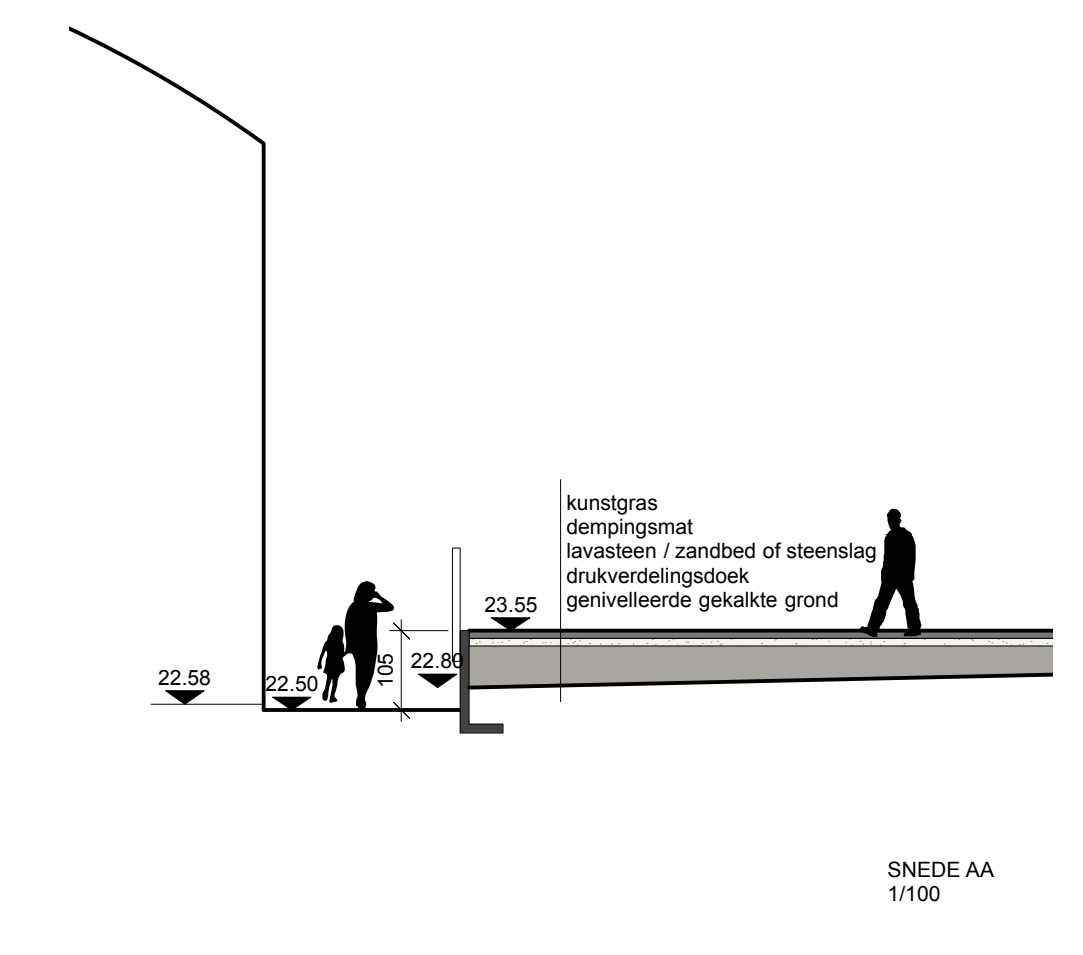 kunstgras
dempingsmat
lavasteen / zandbed of steenslag
drukverdelingsdoek
genivelleerde gekalkte grond
23.55
22.80
105
22.58
22.50
SNEDE AA
1/100